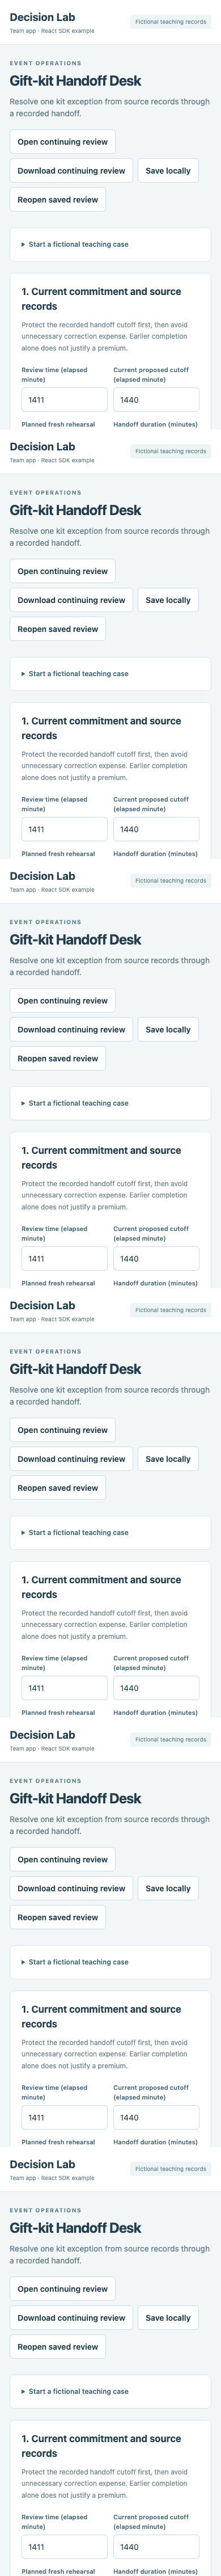 Decision Lab
Team app · React SDK example
Fictional teaching records
EVENT OPERATIONS
Gift-kit Handoff Desk
Resolve one kit exception from source records through
a recorded handoff.
Open continuing review
Download continuing review
Save locally
Reopen saved review
Start a fictional teaching case
1. Current commitment and source
records
Protect the recorded handoff cutoff first, then avoid
unnecessary correction expense. Earlier completion
alone does not justify a premium.
Review time (elapsed
minute)
Current proposed cutoff
(elapsed minute)
1411
1440
Planned fresh rehearsal
Handoff duration (minutes)
Decision Lab
Team app · React SDK example
Fictional teaching records
EVENT OPERATIONS
Gift-kit Handoff Desk
Resolve one kit exception from source records through
a recorded handoff.
Open continuing review
Download continuing review
Save locally
Reopen saved review
Start a fictional teaching case
1. Current commitment and source
records
Protect the recorded handoff cutoff first, then avoid
unnecessary correction expense. Earlier completion
alone does not justify a premium.
Review time (elapsed
minute)
Current proposed cutoff
(elapsed minute)
1411
1440
Planned fresh rehearsal
Handoff duration (minutes)
Decision Lab
Team app · React SDK example
Fictional teaching records
EVENT OPERATIONS
Gift-kit Handoff Desk
Resolve one kit exception from source records through
a recorded handoff.
Open continuing review
Download continuing review
Save locally
Reopen saved review
Start a fictional teaching case
1. Current commitment and source
records
Protect the recorded handoff cutoff first, then avoid
unnecessary correction expense. Earlier completion
alone does not justify a premium.
Review time (elapsed
minute)
Current proposed cutoff
(elapsed minute)
1411
1440
Planned fresh rehearsal
Handoff duration (minutes)
Decision Lab
Team app · React SDK example
Fictional teaching records
EVENT OPERATIONS
Gift-kit Handoff Desk
Resolve one kit exception from source records through
a recorded handoff.
Open continuing review
Download continuing review
Save locally
Reopen saved review
Start a fictional teaching case
1. Current commitment and source
records
Protect the recorded handoff cutoff first, then avoid
unnecessary correction expense. Earlier completion
alone does not justify a premium.
Review time (elapsed
minute)
Current proposed cutoff
(elapsed minute)
1411
1440
Planned fresh rehearsal
Handoff duration (minutes)
Decision Lab
Team app · React SDK example
Fictional teaching records
EVENT OPERATIONS
Gift-kit Handoff Desk
Resolve one kit exception from source records through
a recorded handoff.
Open continuing review
Download continuing review
Save locally
Reopen saved review
Start a fictional teaching case
1. Current commitment and source
records
Protect the recorded handoff cutoff first, then avoid
unnecessary correction expense. Earlier completion
alone does not justify a premium.
Review time (elapsed
minute)
Current proposed cutoff
(elapsed minute)
1411
1440
Planned fresh rehearsal
Handoff duration (minutes)
Decision Lab
Team app · React SDK example
Fictional teaching records
EVENT OPERATIONS
Gift-kit Handoff Desk
Resolve one kit exception from source records through
a recorded handoff.
Open continuing review
Download continuing review
Save locally
Reopen saved review
Start a fictional teaching case
1. Current commitment and source
records
Protect the recorded handoff cutoff first, then avoid
unnecessary correction expense. Earlier completion
alone does not justify a premium.
Review time (elapsed
minute)
Current proposed cutoff
(elapsed minute)
1411
1440
Planned fresh rehearsal
Handoff duration (minutes)